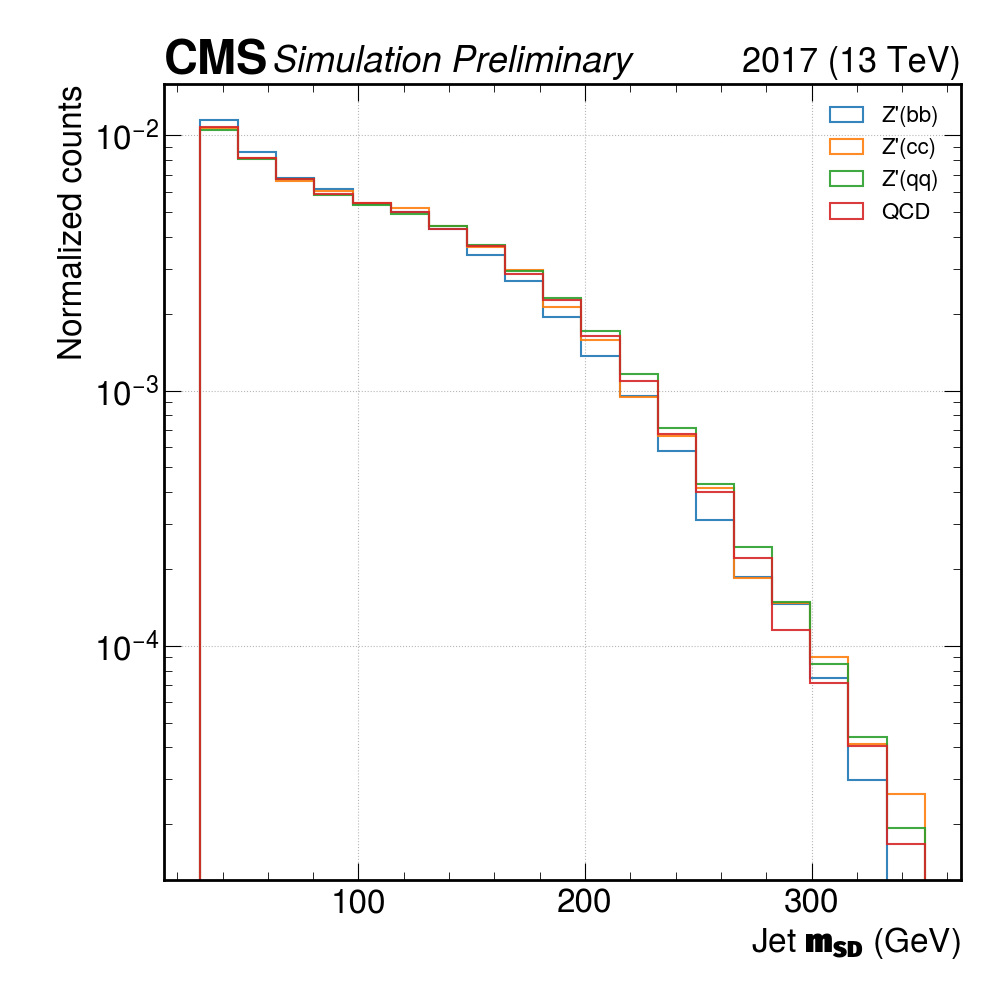 CMS Simulation Preliminary 2017 (13 TeV)
Normalized counts
10⁻²
10⁻³
10⁻⁴
Z'(bb)
Z'(cc)
Z'(qq)
QCD
100 200 300
Jet m_SD (GeV)